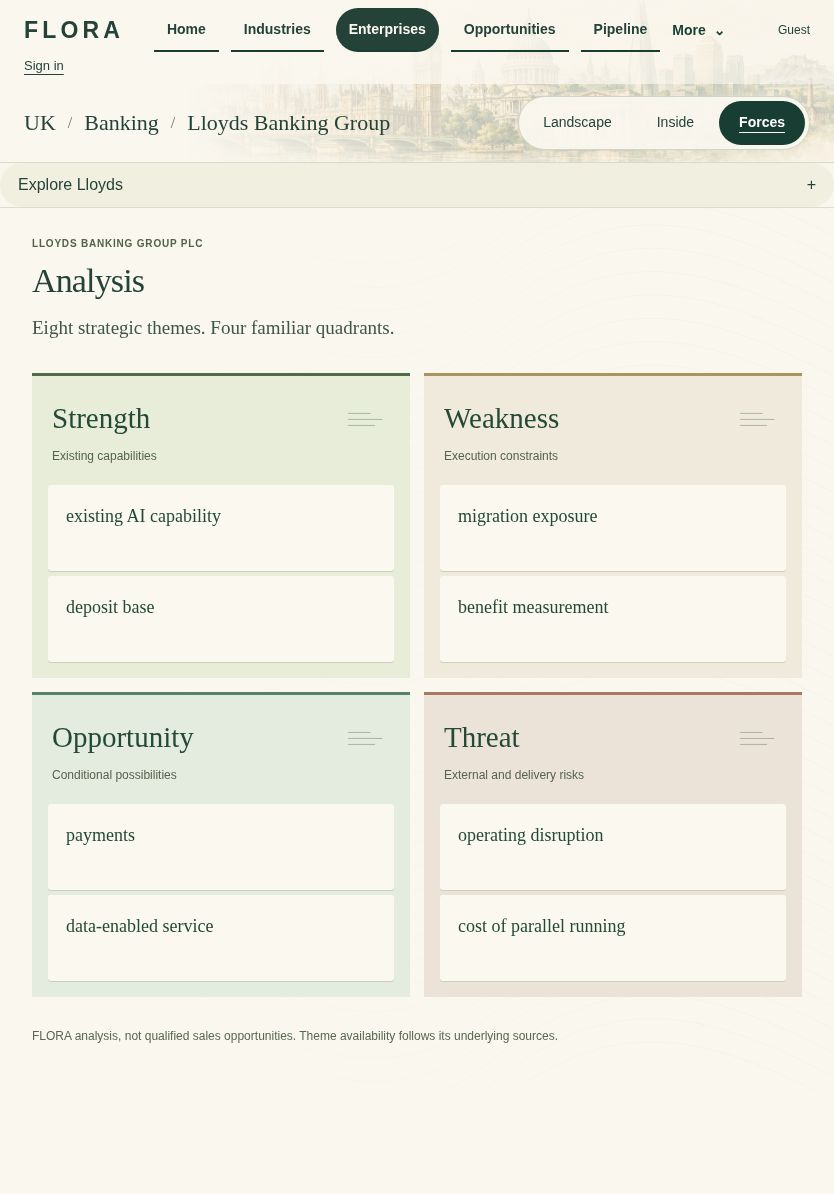 FLORA
Home
Industries
Enterprises
Opportunities
Pipeline
More
Guest
Sign in
UK / Banking / Lloyds Banking Group
Landscape
Inside
Forces
Explore Lloyds
+
LLOYDS BANKING GROUP PLC
Analysis
Eight strategic themes. Four familiar quadrants.
Strength
Existing capabilities
existing AI capability
deposit base
Weakness
Execution constraints
migration exposure
benefit measurement
Opportunity
Conditional possibilities
payments
data-enabled service
Threat
External and delivery risks
operating disruption
cost of parallel running
FLORA analysis, not qualified sales opportunities. Theme availability follows its underlying sources.